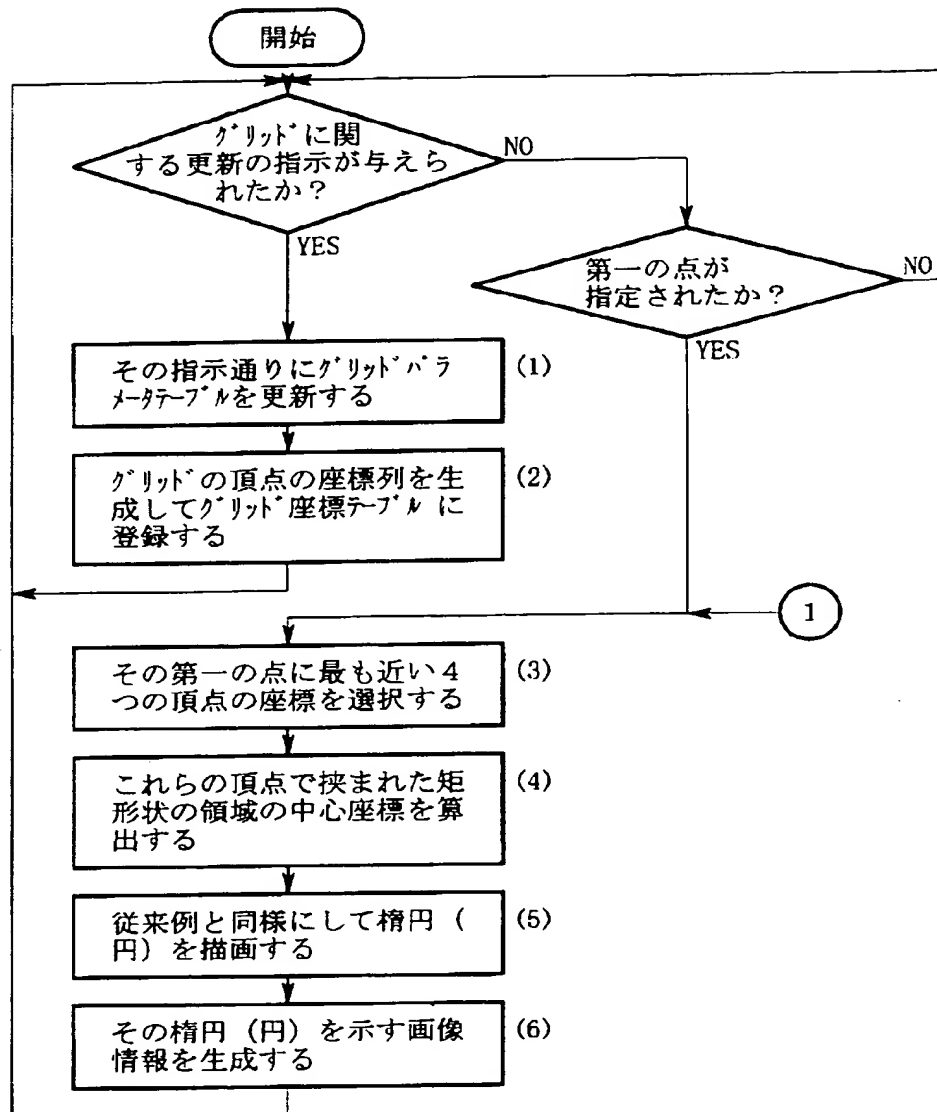 開始
グリッドに関
する更新の指示が与えら
れたか？
NO
YES
第一の点が
指定されたか？
NO
YES
その指示通りにグリッドパラ
メータテーブルを更新する
(1)
グリッドの頂点の座標列を生
成してグリッド座標テーブルに
登録する
(2)
1
その第一の点に最も近い４
つの頂点の座標を選択する
(3)
これらの頂点で挟まれた矩
形状の領域の中心座標を算
出する
(4)
従来例と同様にして楕円（
円）を描画する
(5)
その楕円（円）を示す画像
情報を生成する
(6)